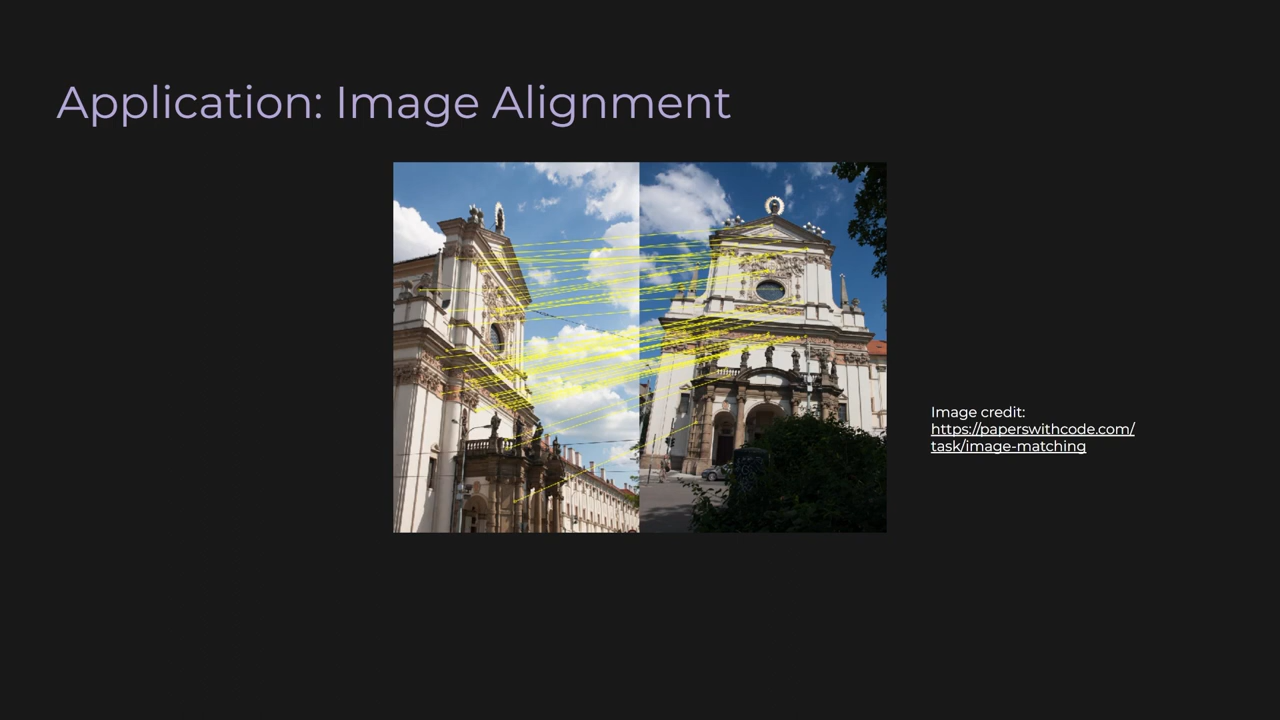 Application: Image Alignment
Image credit:
https://paperswithcode.com/
task/image-matching